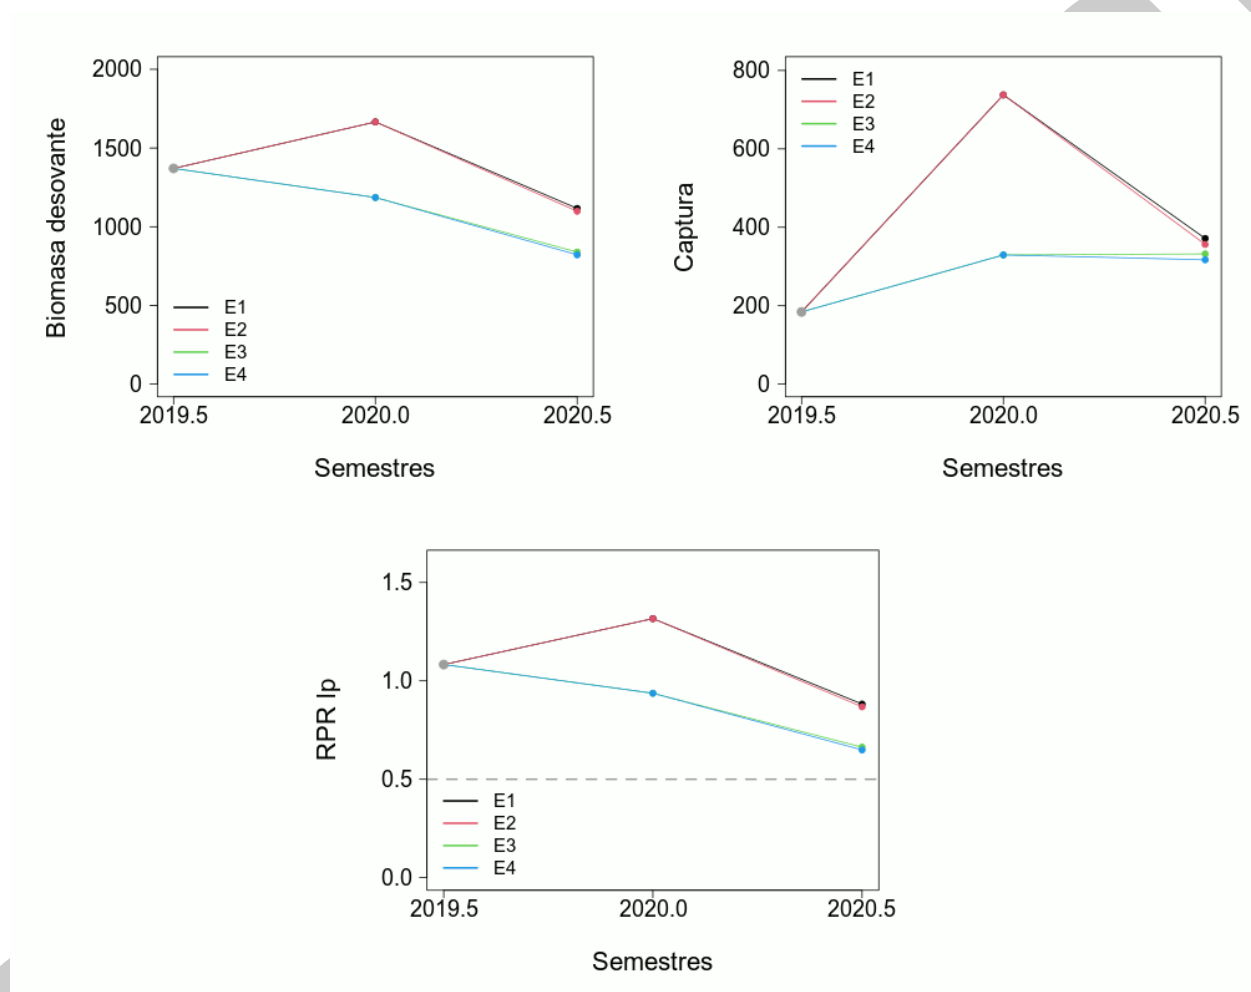 2000
1500
1000
500
0
Biomasa desovante
E1
E2
E3
E4
2019.5 2020.0 2020.5
Semestres
800
600
400
200
0
Captura
E1
E2
E3
E4
2019.5 2020.0 2020.5
Semestres
1.5
1.0
0.5
0.0
RPR lp
E1
E2
E3
E4
2019.5 2020.0 2020.5
Semestres